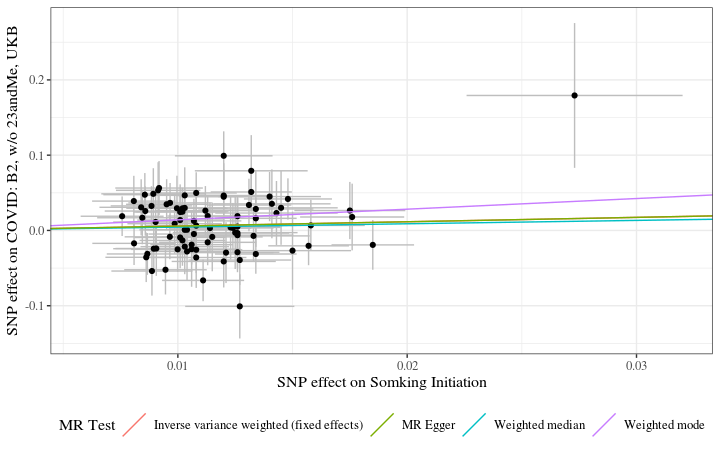 SNP effect on COVID: B2, w/o 23andMe, UKB
0.2
0.1
0.0
-0.1
0.01
0.02
0.03
SNP effect on Somking Initiation
MR Test
Inverse variance weighted (fixed effects)
MR Egger
Weighted median
Weighted mode